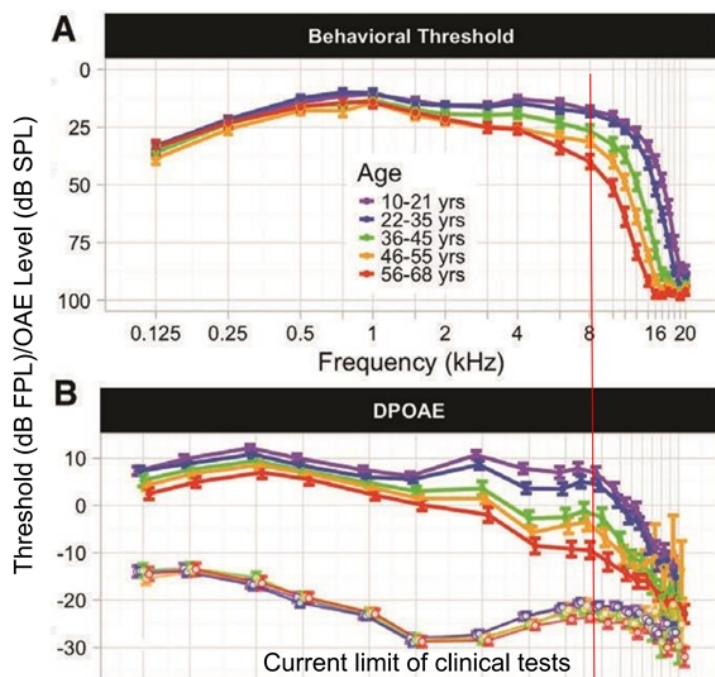 A
Behavioral Threshold
Threshold (dB FPL)/OAE Level (dB SPL)
0
25
50
75
100
Age
10-21 yrs
22-35 yrs
36-45 yrs
46-55 yrs
56-68 yrs
0.125 0.25 0.5 1 2 4 8 16 20
Frequency (kHz)
B
DPOAE
10
0
-10
-20
-30
Current limit of clinical tests